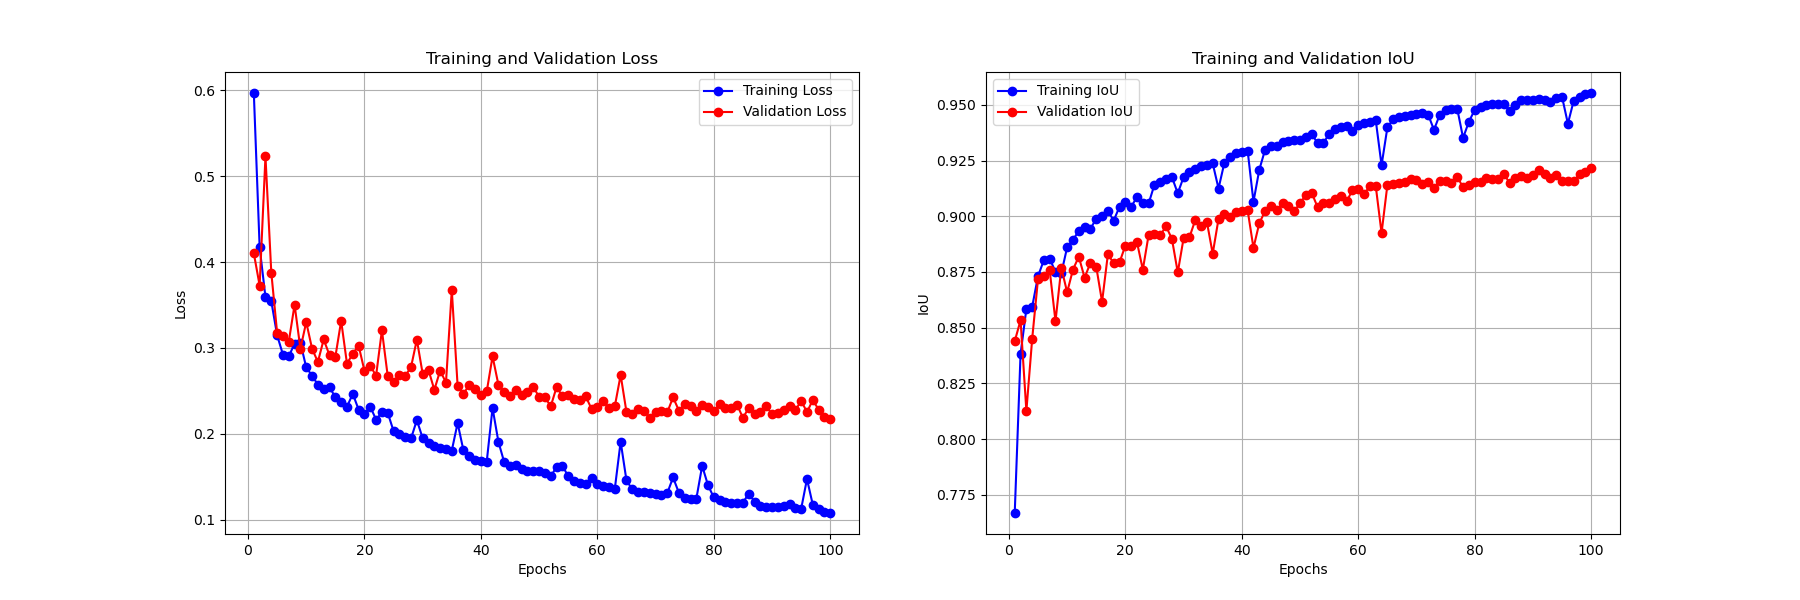 Training and Validation Loss
0.6
0.5
0.4
0.3
0.2
0.1
Loss
Training Loss
Validation Loss
0 20 40 60 80 100
Epochs
Training and Validation IoU
0.950
0.925
0.900
0.875
0.850
0.825
0.800
0.775
IoU
Training IoU
Validation IoU
0 20 40 60 80 100
Epochs